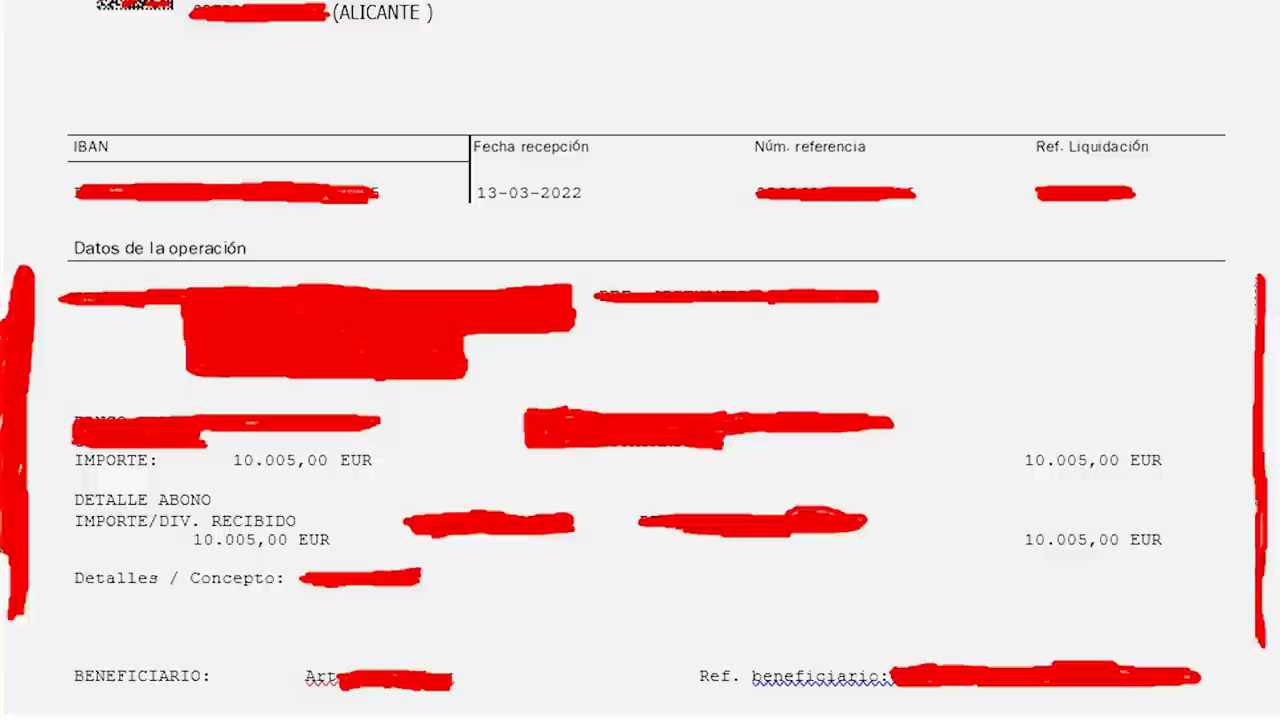 (ALICANTE )
IBAN Fecha recepción Núm. referencia Ref. Liquidación
13-03-2022
Datos de la operación
IMPORTE: 10.005,00 EUR 10.005,00 EUR
DETALLE ABONO
IMPORTE/DIV. RECIBIDO
10.005,00 EUR 10.005,00 EUR
Detalles / Concepto:
BENEFICIARIO: Art Ref. beneficiario: